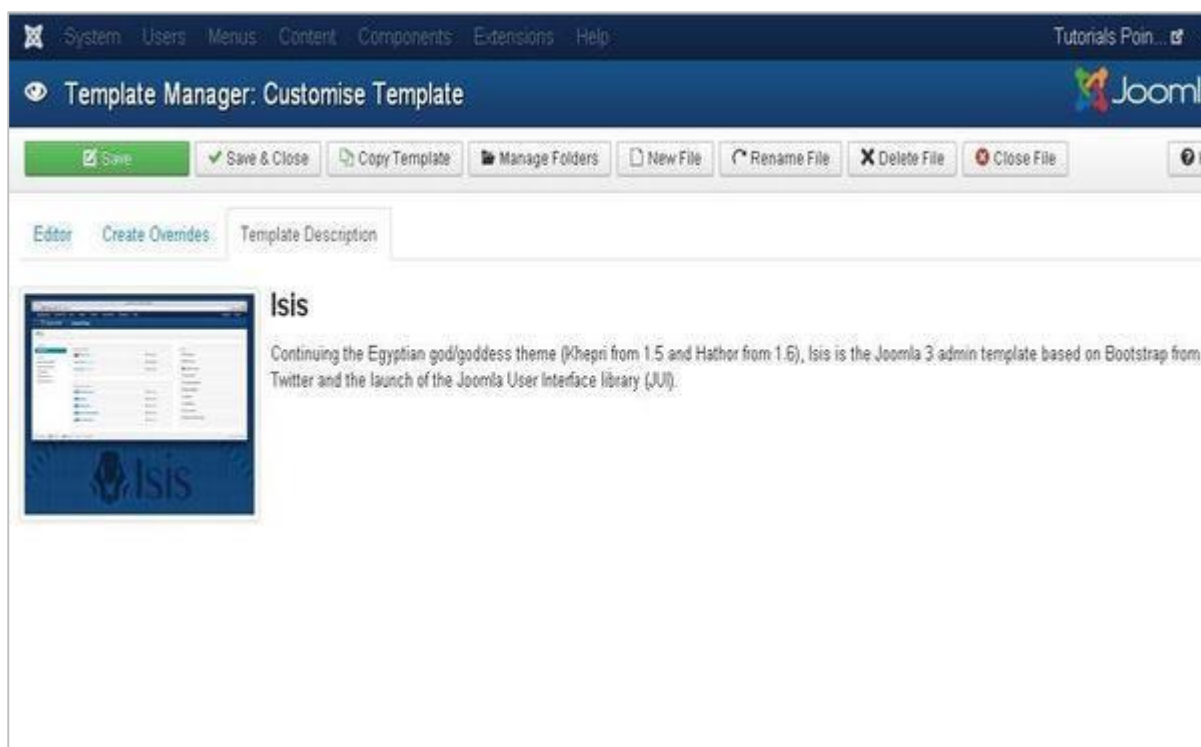 System Users Menus Content Components Extensions Help Tutorials Poin...
Template Manager: Customise Template Jooml
Save Save & Close Copy Template Manage Folders New File Rename File Delete File Close File
Editor Create Overrides Template Description
Isis
Continuing the Egyptian god/goddess theme (Khepri from 1.5 and Hathor from 1.6), Isis is the Joomla 3 admin template based on Bootstrap from
Twitter and the launch of the Joomla User Interface library (JUI).
Isis